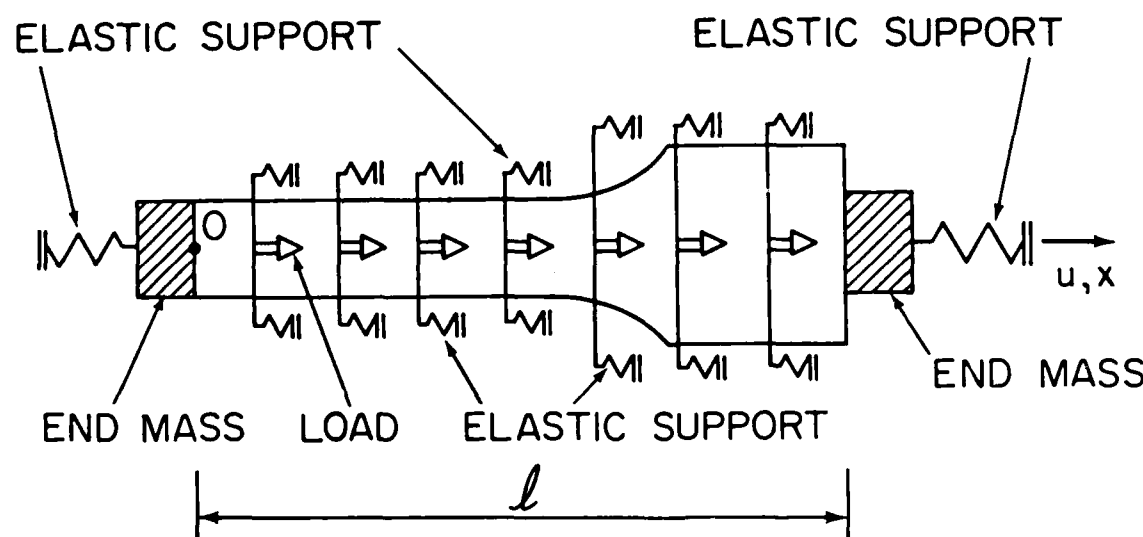 ELASTIC SUPPORT
ELASTIC SUPPORT
O
u, x
END MASS
LOAD
ELASTIC SUPPORT
END MASS
ℓ